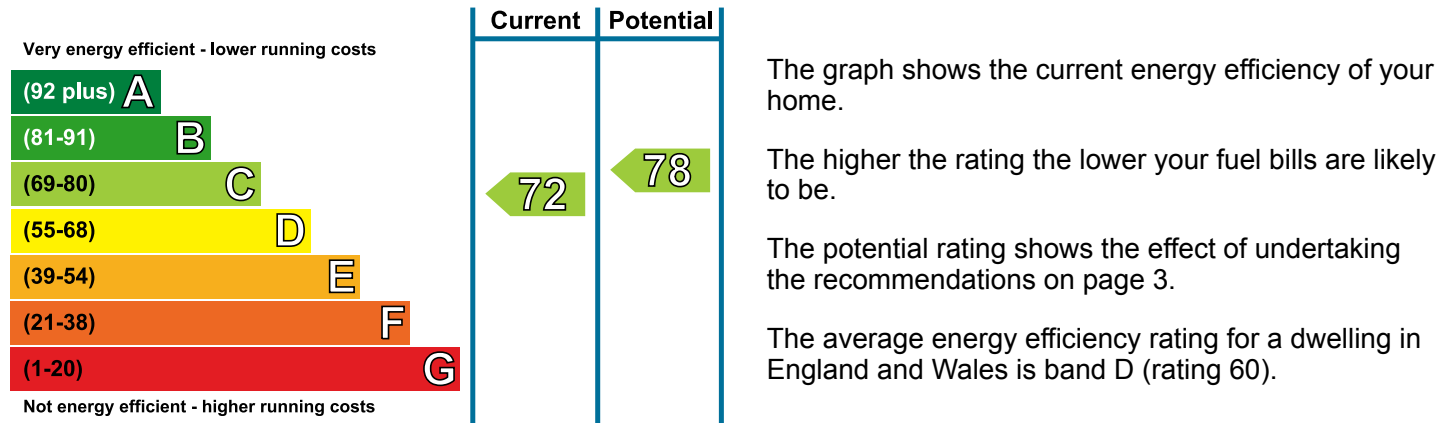 Current Potential
Very energy efficient - lower running costs
(92 plus) A
(81-91) B
(69-80) C
(55-68) D
(39-54) E
(21-38) F
(1-20) G
Not energy efficient - higher running costs
72
78
The graph shows the current energy efficiency of your
home.
The higher the rating the lower your fuel bills are likely
to be.
The potential rating shows the effect of undertaking
the recommendations on page 3.
The average energy efficiency rating for a dwelling in
England and Wales is band D (rating 60).